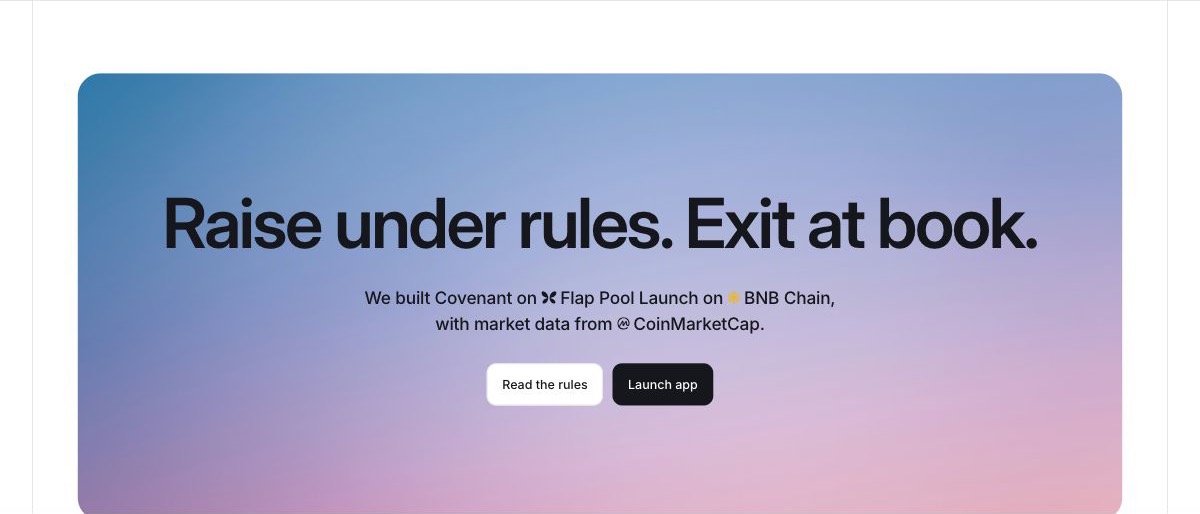 Raise under rules. Exit at book.
We built Covenant on Flap Pool Launch on BNB Chain,
with market data from CoinMarketCap.
Read the rules
Launch app